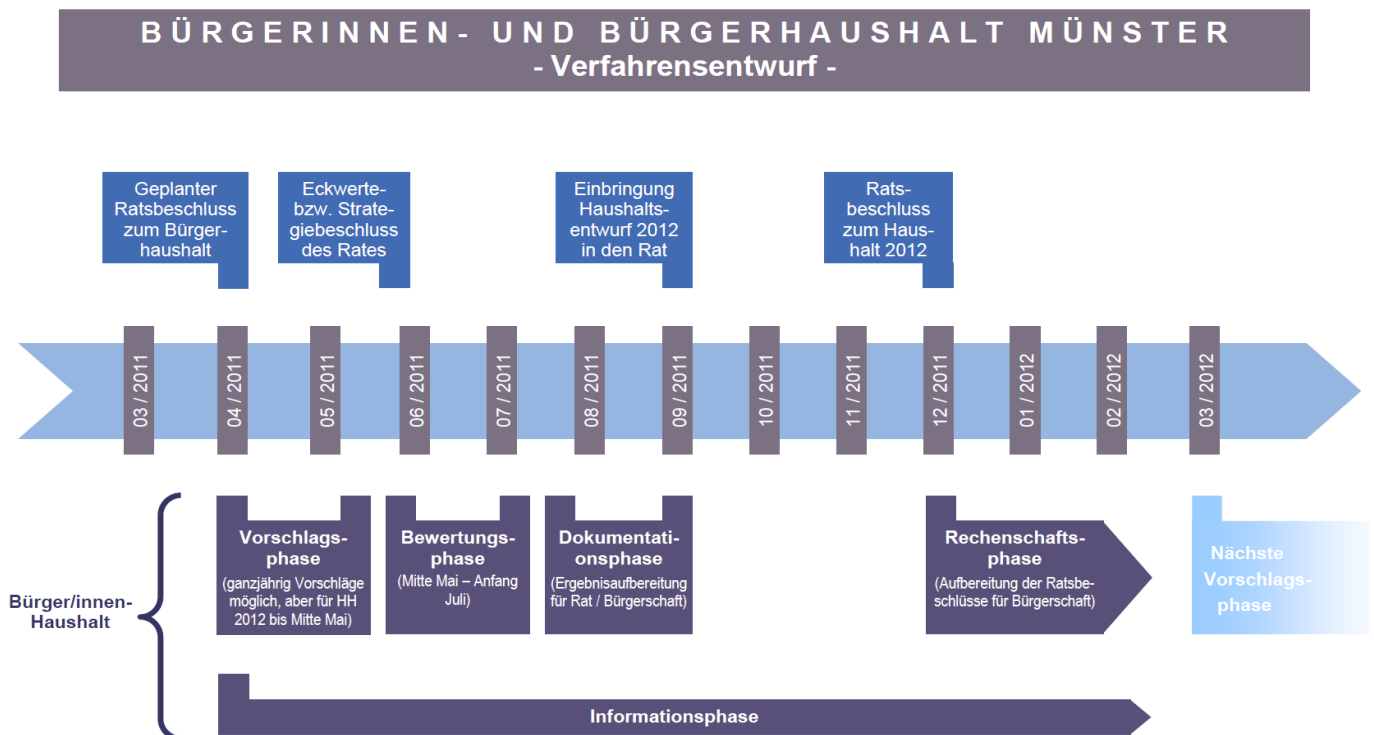 BÜRGERINNEN- UND BÜRGERHAUSHALT MÜNSTER
- Verfahrensentwurf -
Geplanter
Ratsbeschluss
zum Bürger-
haushalt
Eckwerte-
bzw. Strate-
giebeschluss
des Rates
Einbringung
Haushalts-
entwurf 2012
in den Rat
Rats-
beschluss
zum Haus-
halt 2012
03 / 2011
04 / 2011
05 / 2011
06 / 2011
07 / 2011
08 / 2011
09 / 2011
10 / 2011
11 / 2011
12 / 2011
01 / 2012
02 / 2012
03 / 2012
Bürger/innen-
Haushalt
Vorschlags-
phase
(ganzjährig Vorschläge
möglich, aber für HH
2012 bis Mitte Mai)
Bewertungs-
phase
(Mitte Mai – Anfang
Juli)
Dokumentati-
onsphase
(Ergebnisaufbereitung
für Rat / Bürgerschaft)
Rechenschafts-
phase
(Aufbereitung der Ratsbe-
schlüsse für Bürgerschaft)
Nächste
Vorschlags-
phase
Informationsphase